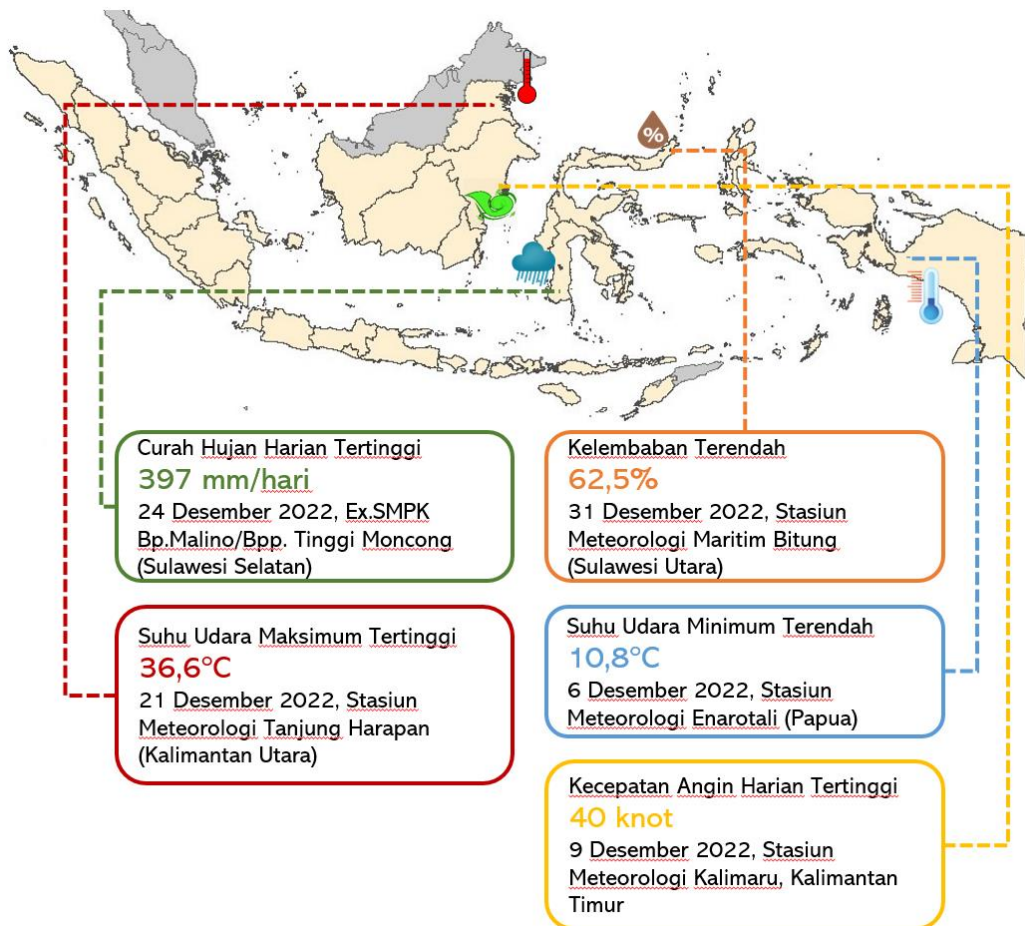 %
Curah Hujan Harian Tertinggi
397 mm/hari
24 Desember 2022, Ex.SMPK
Bp.Malino/Bpp. Tinggi Moncong
(Sulawesi Selatan)
Kelembaban Terendah
62,5%
31 Desember 2022, Stasiun
Meteorologi Maritim Bitung
(Sulawesi Utara)
Suhu Udara Maksimum Tertinggi
36,6°C
21 Desember 2022, Stasiun
Meteorologi Tanjung Harapan
(Kalimantan Utara)
Suhu Udara Minimum Terendah
10,8°C
6 Desember 2022, Stasiun
Meteorologi Enarotali (Papua)
Kecepatan Angin Harian Tertinggi
40 knot
9 Desember 2022, Stasiun
Meteorologi Kalimaru, Kalimantan
Timur